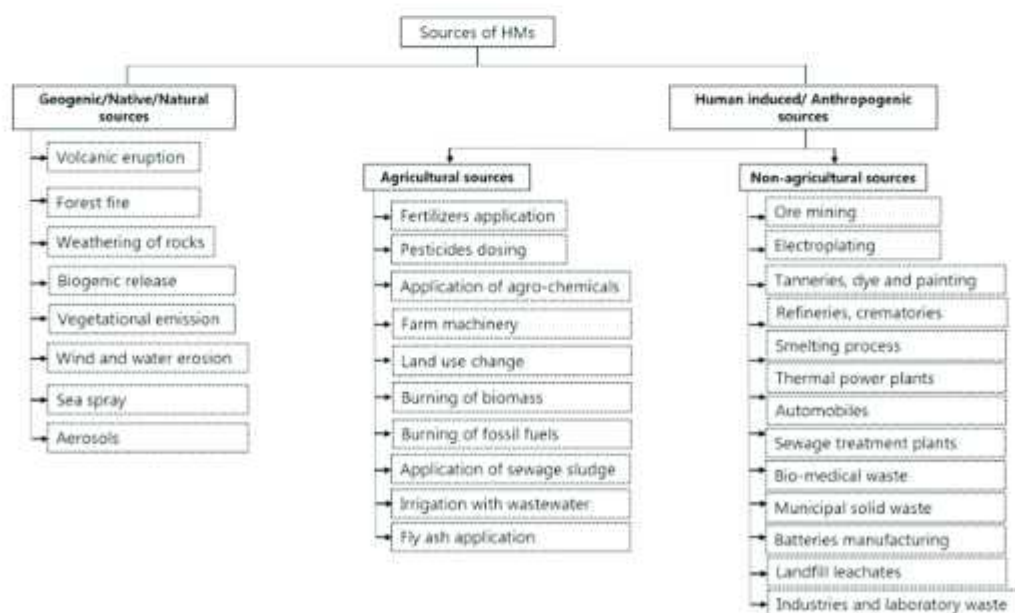 Sources of HMs
Geogenic/Native/Natural
sources
Volcanic eruption
Forest fire
Weathering of rocks
Biogenic release
Vegetational emission
Wind and water erosion
Sea spray
Aerosols
Human induced/ Anthropogenic
sources
Agricultural sources
Fertilizers application
Pesticides dosing
Application of agro-chemicals
Farm machinery
Land use change
Burning of biomass
Burning of fossil fuels
Application of sewage sludge
Irrigation with wastewater
Fly ash application
Non-agricultural sources
Ore mining
Electroplating
Tanneries, dye and painting
Refineries, crematories
Smelting process
Thermal power plants
Automobiles
Sewage treatment plants
Bio-medical waste
Municipal solid waste
Batteries manufacturing
Landfill leachates
Industries and laboratory waste